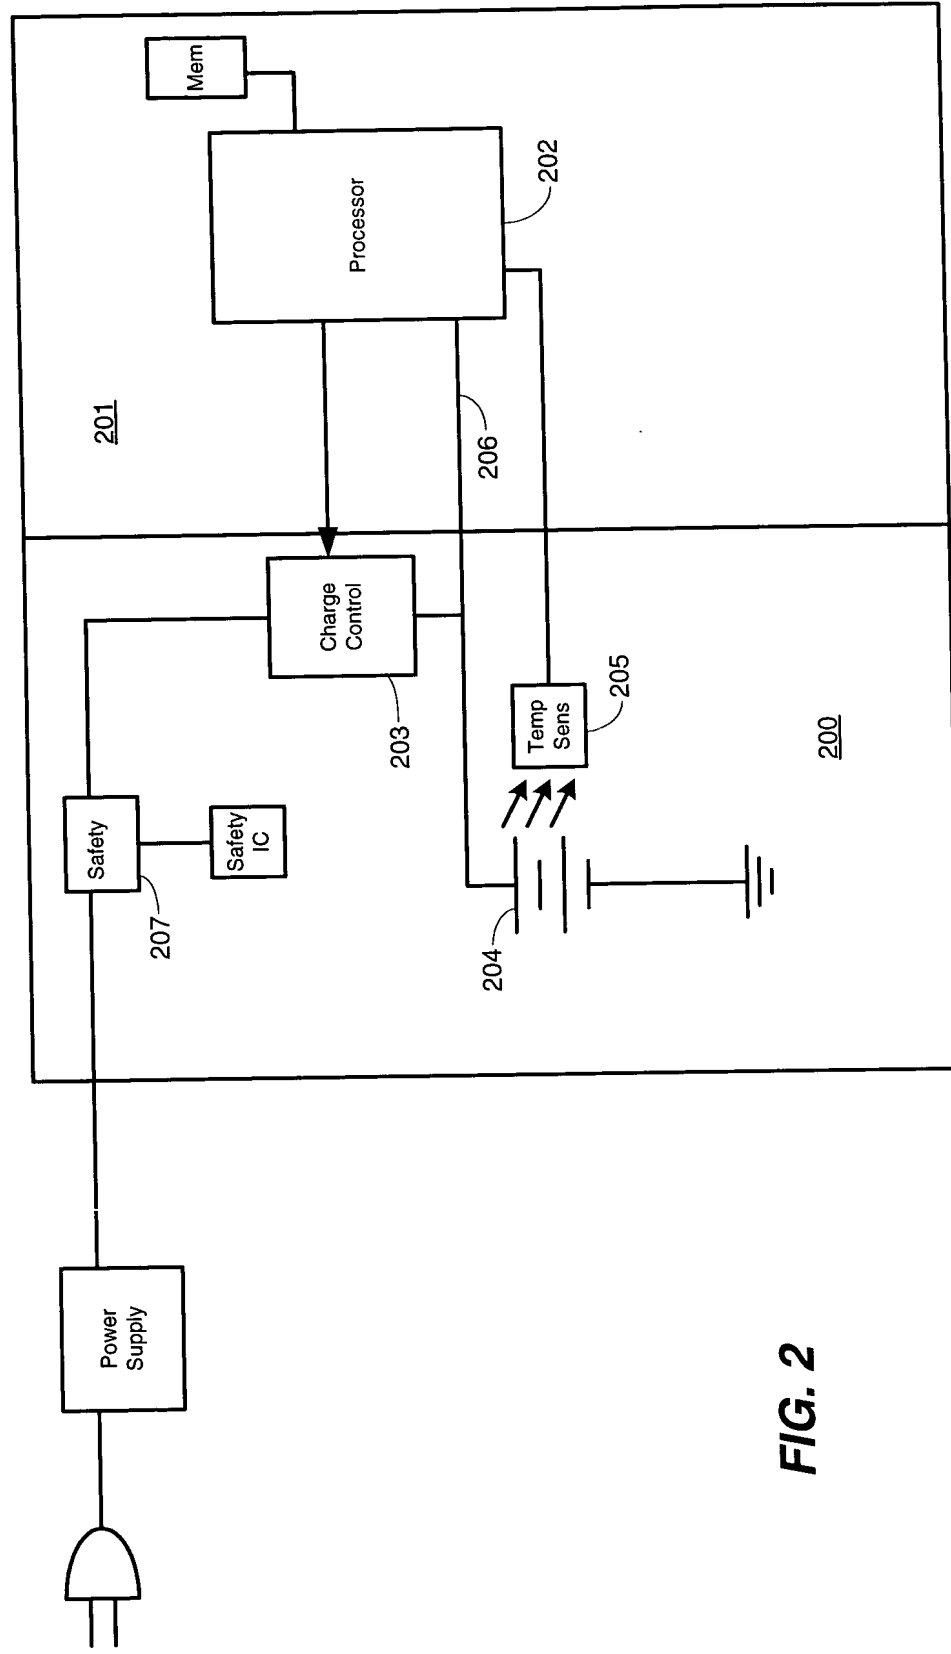 Power
Supply
Safety
207
Safety
IC
Charge
Control
203
204
Temp
Sens
205
200
201
206
Processor
202
Mem
FIG. 2